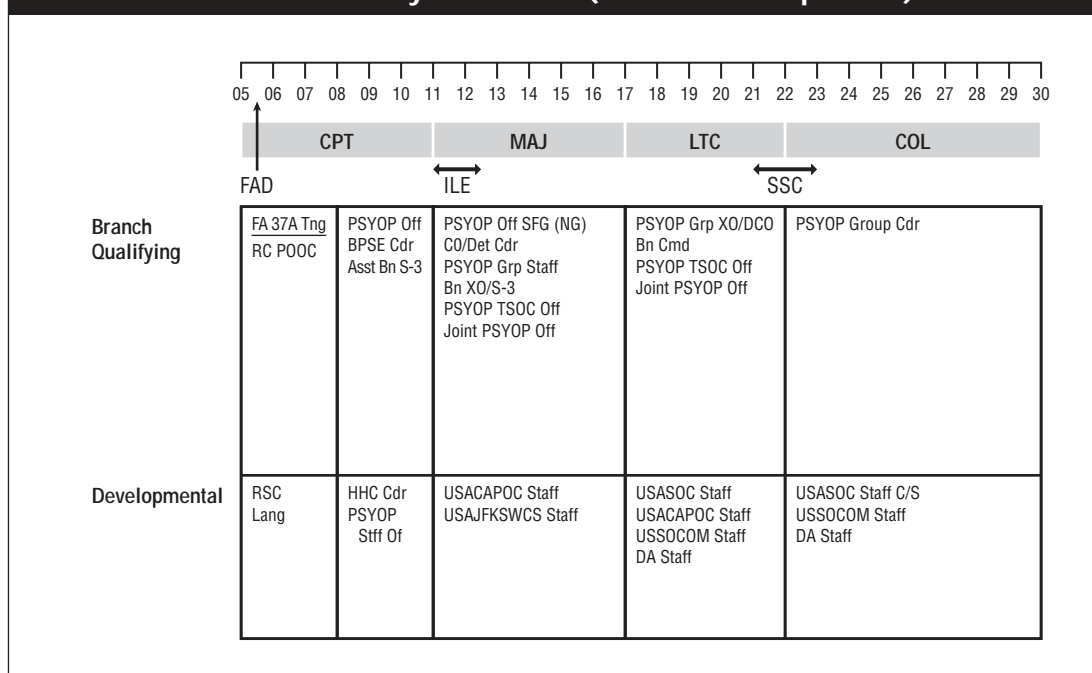 05 06 07 08 09 10 11 12 13 14 15 16 17 18 19 20 21 22 23 24 25 26 27 28 29 30
CPT MAJ LTC COL
FAD ILE SSC
Branch
Qualifying
FA 37A Tng
RC POOC
PSYOP Off
BPSE Cdr
Asst Bn S-3
PSYOP Off SFG (NG)
C0/Det Cdr
PSYOP Grp Staff
Bn XO/S-3
PSYOP TSOC Off
Joint PSYOP Off
PSYOP Grp XO/DCO
Bn Cmd
PSYOP TSOC Off
Joint PSYOP Off
PSYOP Group Cdr
Developmental
RSC
Lang
HHC Cdr
PSYOP
Stff Of
USACAPOC Staff
USAJFKSWCS Staff
USASOC Staff
USACAPOC Staff
USSOCOM Staff
DA Staff
USASOC Staff C/S
USSOCOM Staff
DA Staff